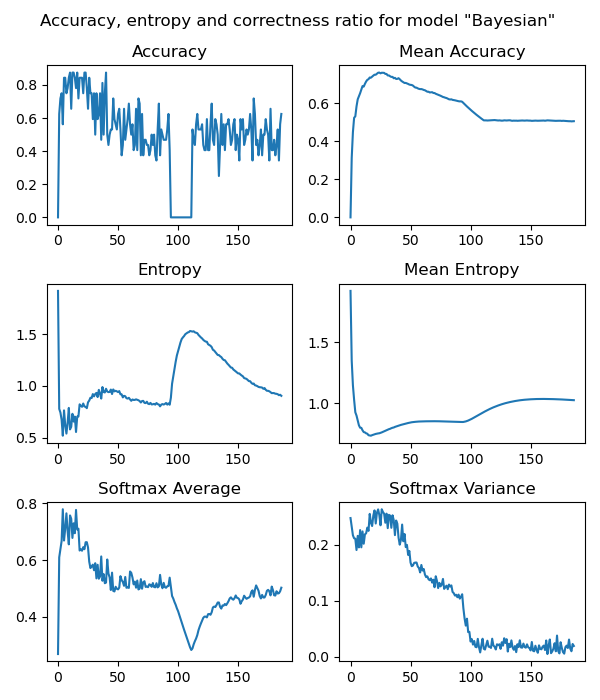 Accuracy, entropy and correctness ratio for model "Bayesian"
Accuracy
Mean Accuracy
0.8
0.6
0.4
0.2
0.0
0 50 100 150
0.6
0.4
0.2
0.0
0 50 100 150
Entropy
Mean Entropy
1.5
1.0
0.5
0 50 100 150
1.5
1.0
0 50 100 150
Softmax Average
Softmax Variance
0.8
0.6
0.4
0 50 100 150
0.2
0.1
0.0
0 50 100 150